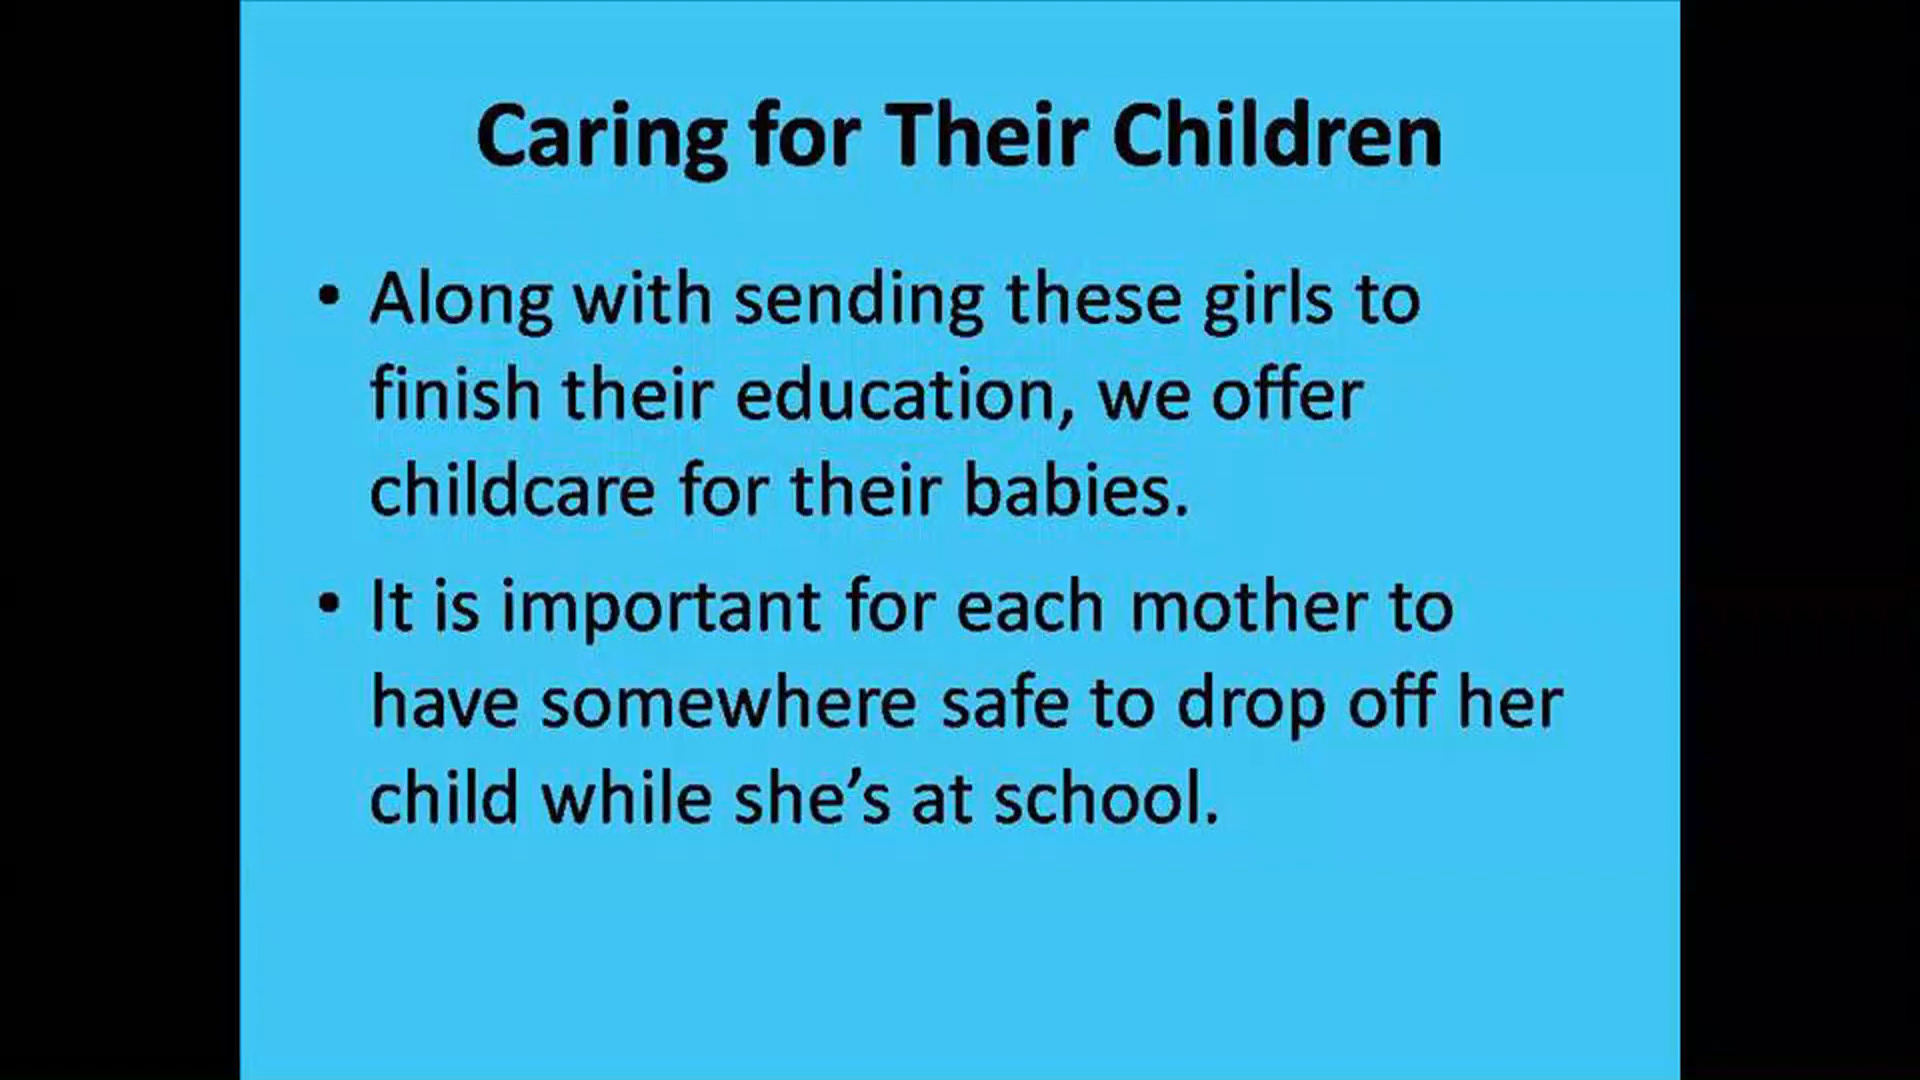 Caring for Their Children
• Along with sending these girls to
finish their education, we offer
childcare for their babies.
• It is important for each mother to
have somewhere safe to drop off her
child while she’s at school.